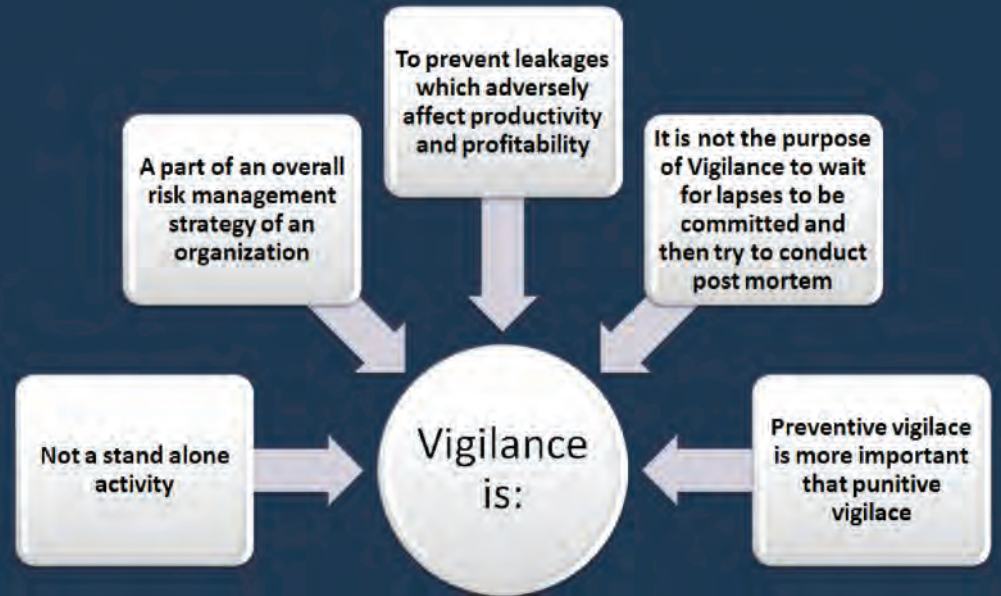 To prevent leakages
which adversely
affect productivity
and profitability
A part of an overall
risk management
strategy of an
organization
It is not the purpose
of Vigilance to wait
for lapses to be
committed and
then try to conduct
post mortem
Not a stand alone
activity
Vigilance
is:
Preventive vigilace
is more important
that punitive
vigilace